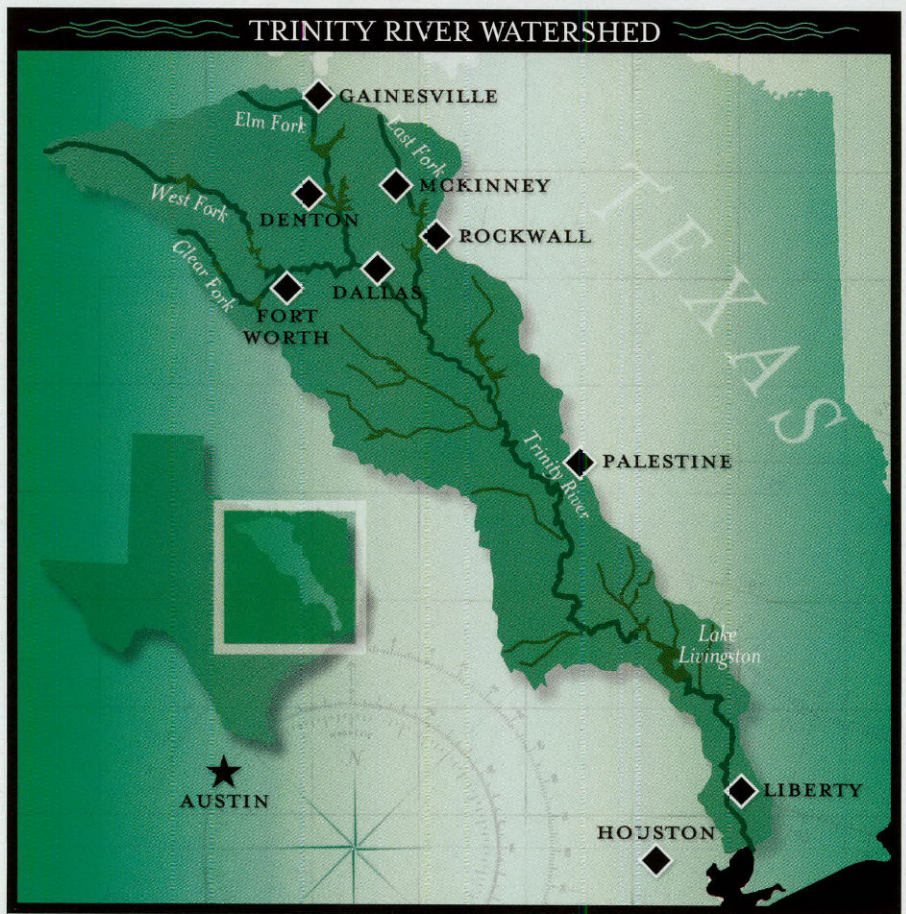 TRINITY RIVER WATERSHED
GAINESVILLE
Elm Fork
East Fork
MCKINNEY
West Fork
DENTON
ROCKWALL
Clear Fork
DALLAS
FORT
WORTH
TEXAS
Trinity River
PALESTINE
Lake
Livingston
N
AUSTIN
LIBERTY
HOUSTON